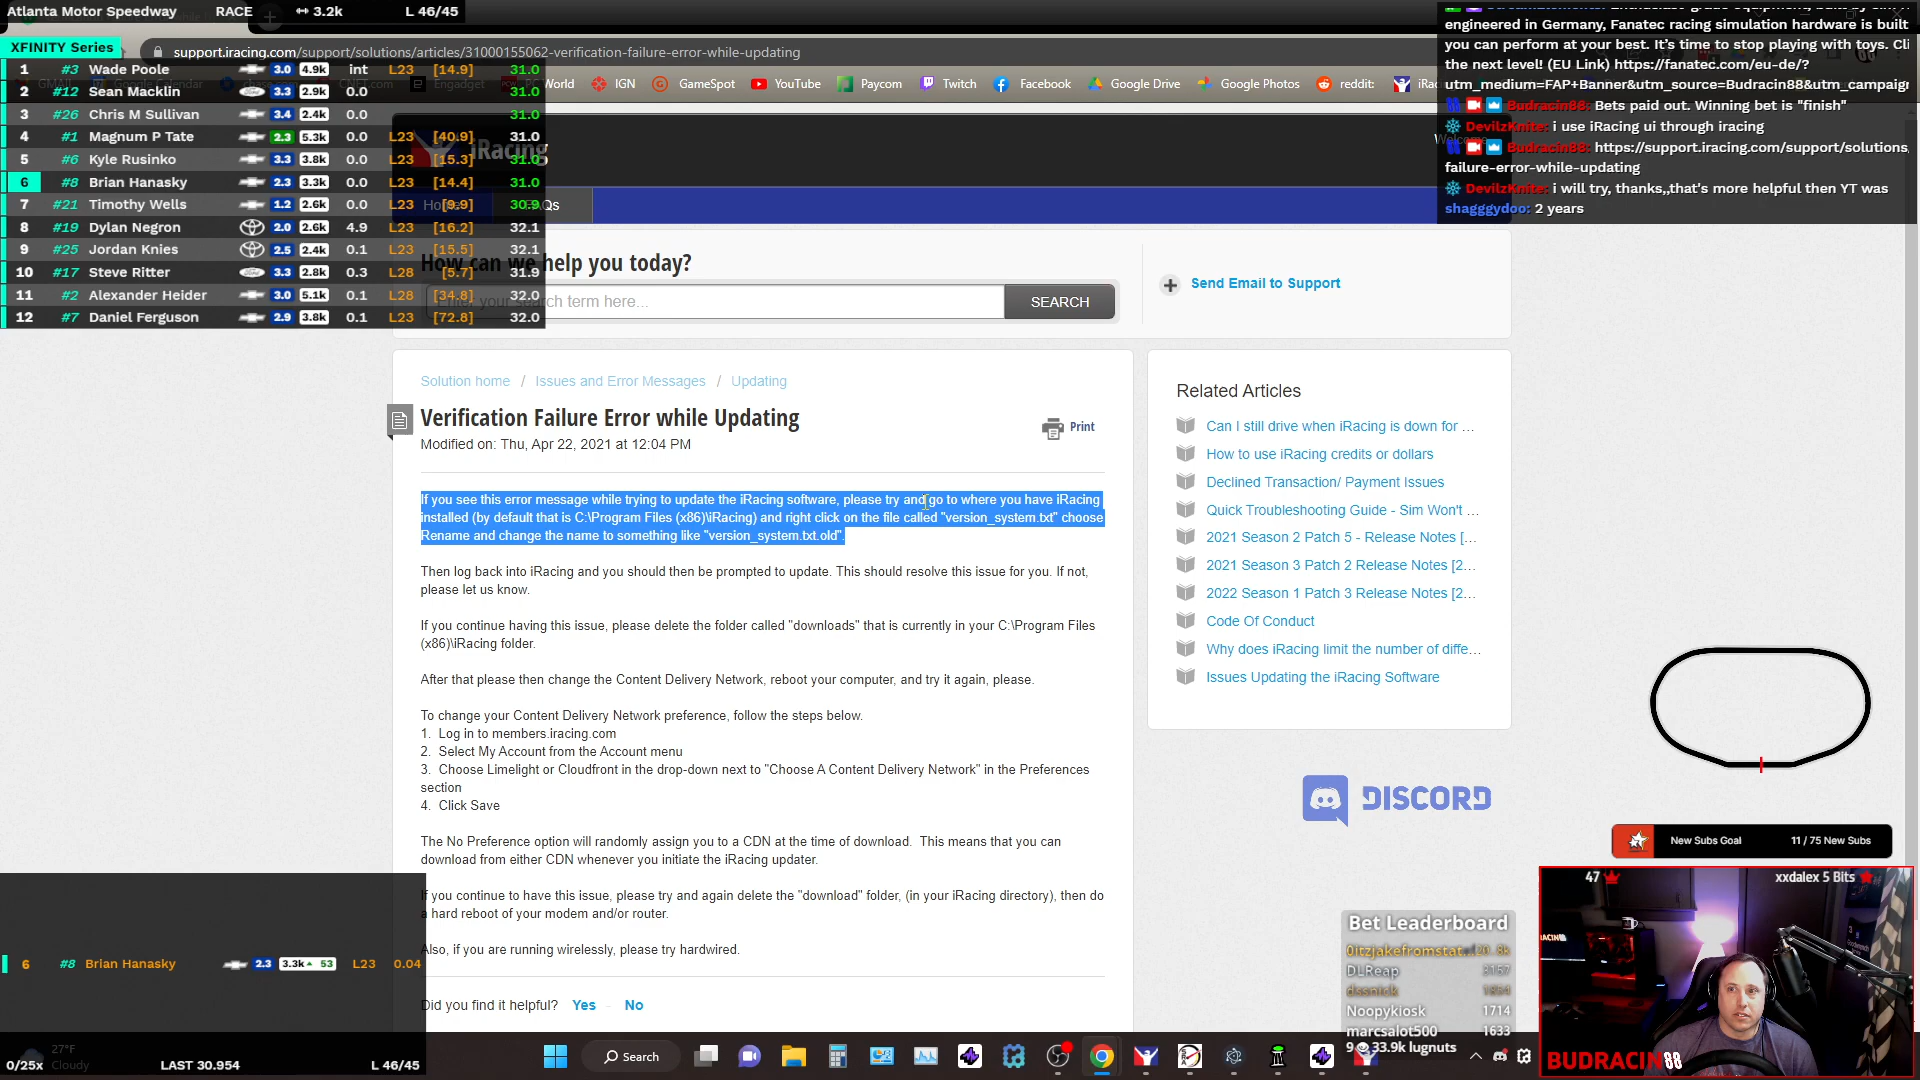 Atlanta Motor Speedway RACE 3.2k L 46/45
XFINITY Series
1 #3 Wade Poole 3.0 4.9k int L23 [14.9] 31.0
2 #12 Sean Macklin 3.3 2.9k 0.0 31.0
3 #26 Chris M Sullivan 3.4 2.4k 0.0 31.0
4 #1 Magnum P Tate 2.3 5.3k 0.0 L23 [40.9] 31.0
5 #6 Kyle Rusinko 3.3 3.8k 0.0 L23 [15.3] 31.0
6 #8 Brian Hanasky 2.3 3.3k 0.0 L23 [14.4] 31.0
7 #21 Timothy Wells 1.2 2.6k 0.0 L23 [9.9] 30.9
8 #19 Dylan Negron 2.0 2.6k 4.9 L23 [16.2] 32.1
9 #25 Jordan Knies 2.5 2.4k 0.1 L23 [15.5] 32.1
10 #17 Steve Ritter 3.3 2.8k 0.3 L28 [5.7] 31.9
11 #2 Alexander Heider 3.0 5.1k 0.1 L28 [34.8] 32.0
12 #7 Daniel Ferguson 2.9 3.8k 0.1 L23 [72.8] 32.0
support.iracing.com/support/solutions/articles/31000155062-verification-failure-error-while-updating
World IGN GameSpot YouTube Paycom Twitch Facebook Google Drive Google Photos reddit:
iRacing
engineered in Germany, Fanatec racing simulation hardware is built
you can perform at your best. It's time to stop playing with toys. Cli
the next level! (EU Link) https://fanatec.com/eu-de/?
utm_medium=FAP+Banner&utm_source=Budracin88&utm_campaign
Budracin88: Bets paid out. Winning bet is "finish"
DevilzKnite: i use iRacing ui through iracing
Budracin88: https://support.iracing.com/support/solutions
failure-error-while-updating
DevilzKnite: i will try, thanks,,that's more helpful then YT was
shagggydoo: 2 years
How can we help you today?
Enter your search term here...
SEARCH
Send Email to Support
Solution home / Issues and Error Messages / Updating
Verification Failure Error while Updating
Modified on: Thu, Apr 22, 2021 at 12:04 PM
Print
If you see this error message while trying to update the iRacing software, please try and go to where you have iRacing
installed (by default that is C:\Program Files (x86)\iRacing) and right click on the file called "version_system.txt" choose
Rename and change the name to something like "version_system.txt.old".
Then log back into iRacing and you should then be prompted to update. This should resolve this issue for you. If not,
please let us know.
If you continue having this issue, please delete the folder called "downloads" that is currently in your C:\Program Files
(x86)\iRacing folder.
After that please then change the Content Delivery Network, reboot your computer, and try it again, please.
To change your Content Delivery Network preference, follow the steps below.
1. Log in to members.iracing.com
2. Select My Account from the Account menu
3. Choose Limelight or Cloudfront in the drop-down next to "Choose A Content Delivery Network" in the Preferences
section
4. Click Save
The No Preference option will randomly assign you to a CDN at the time of download. This means that you can
download from either CDN whenever you initiate the iRacing updater.
If you continue to have this issue, please try and again delete the "download" folder, (in your iRacing directory), then do
a hard reboot of your modem and/or router.
Also, if you are running wirelessly, please try hardwired.
Did you find it helpful? Yes No
Related Articles
Can I still drive when iRacing is down for ...
How to use iRacing credits or dollars
Declined Transaction/ Payment Issues
Quick Troubleshooting Guide - Sim Won't ...
2021 Season 2 Patch 5 - Release Notes [...
2021 Season 3 Patch 2 Release Notes [2...
2022 Season 1 Patch 3 Release Notes [2...
Code Of Conduct
Why does iRacing limit the number of diffe...
Issues Updating the iRacing Software
DISCORD
New Subs Goal 11 / 75 New Subs
47 xxdalex 5 Bits
Bet Leaderboard
DLReap 3157
dssnick
Noopykiosk 1714
marcsalot500 1633
9 33.9k lugnuts
BUDRACIN88
6 #8 Brian Hanasky 2.3 3.3k 53 L23 0.04
27°F
Cloudy
0/25x LAST 30.954 L 46/45
Search